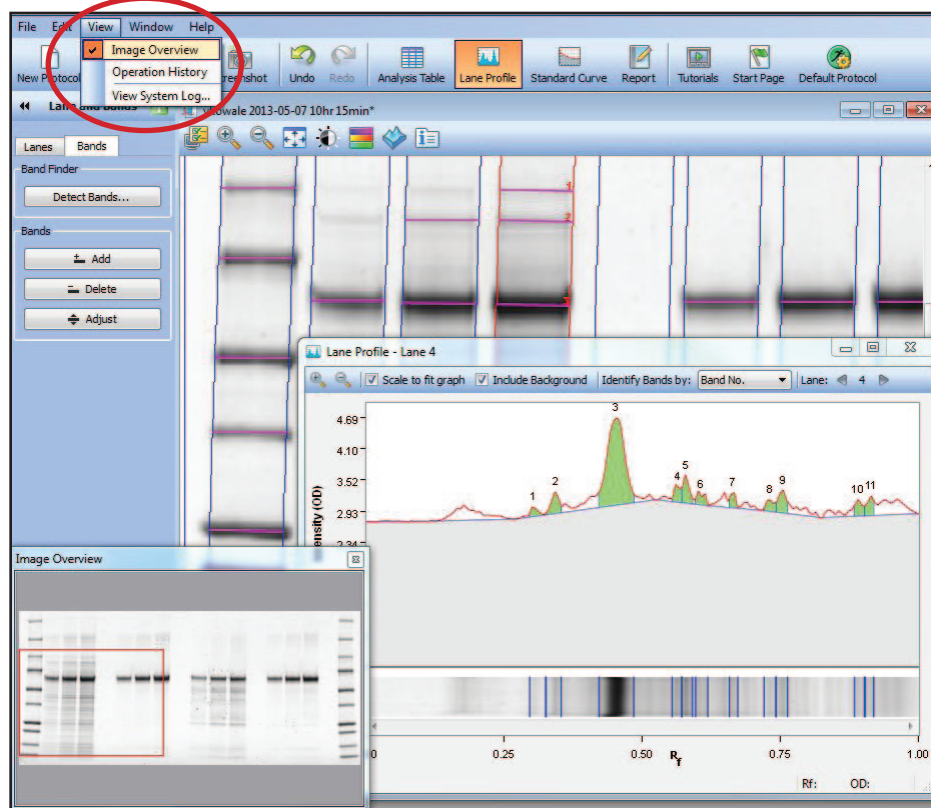 File Edit View Window Help
Image Overview
Operation History
View System Log...
New Protocol Screenshot Undo Redo Analysis Table Lane Profile Standard Curve Report Tutorials Start Page Default Protocol
Lane and Bands
2013-05-07 10hr 15min*
Lanes Bands
Band Finder
Detect Bands...
Bands
Add
Delete
Adjust
1
2
3
Lane Profile - Lane 4
Scale to fit graph Include Background Identify Bands by: Band No. Lane: 4
4.69
4.10
3.52
2.93
2.34
Intensity (OD)
1 2 3 4 5 6 7 8 9 10 11
Image Overview
0.25 0.50 Rf 0.75 1.00
Rf: OD: